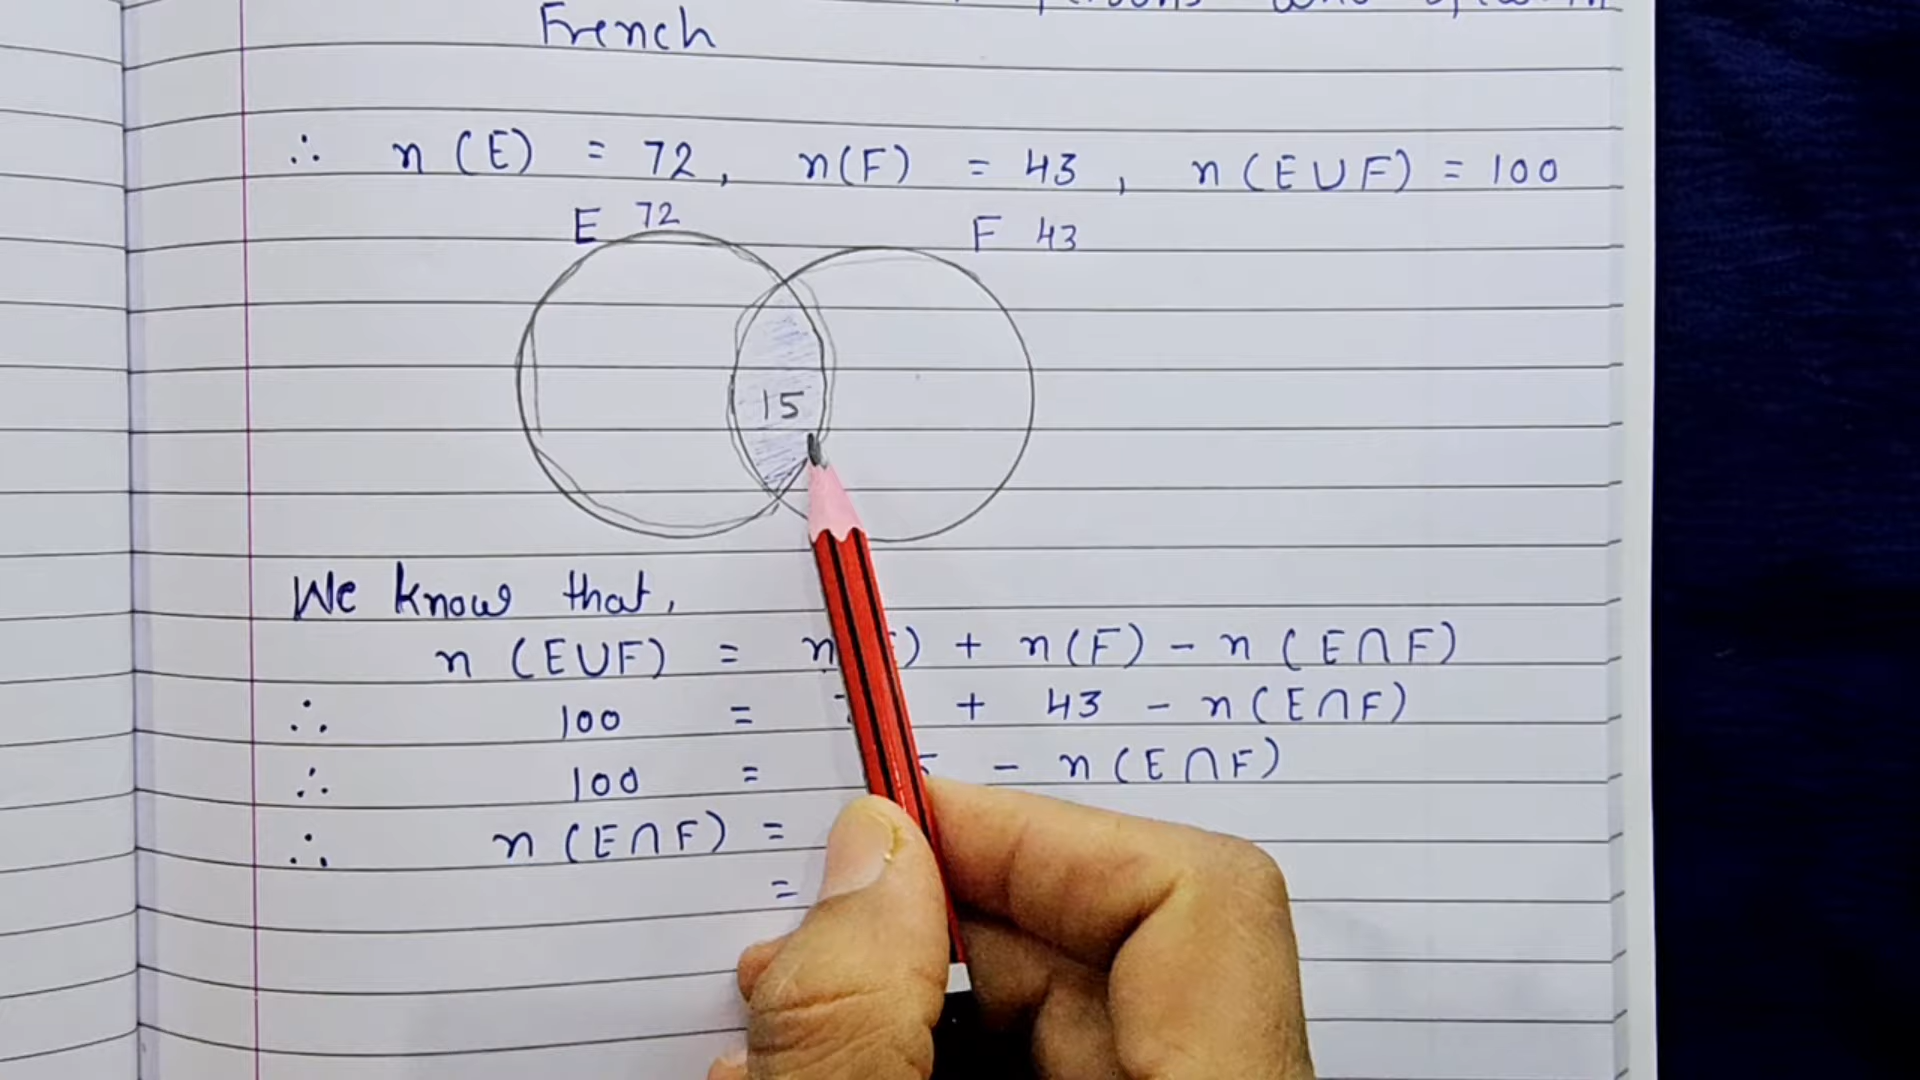 French
∴ n (E) = 72, n(F) = 43, n (E∪F) = 100
E 72 F 43
15
We know that,
n (E∪F) = n ) + n (F) - n (E∩F)
∴ 100 = + 43 - n (E∩F)
∴ 100 = - n (E∩F)
∴ n (E∩F) =
=